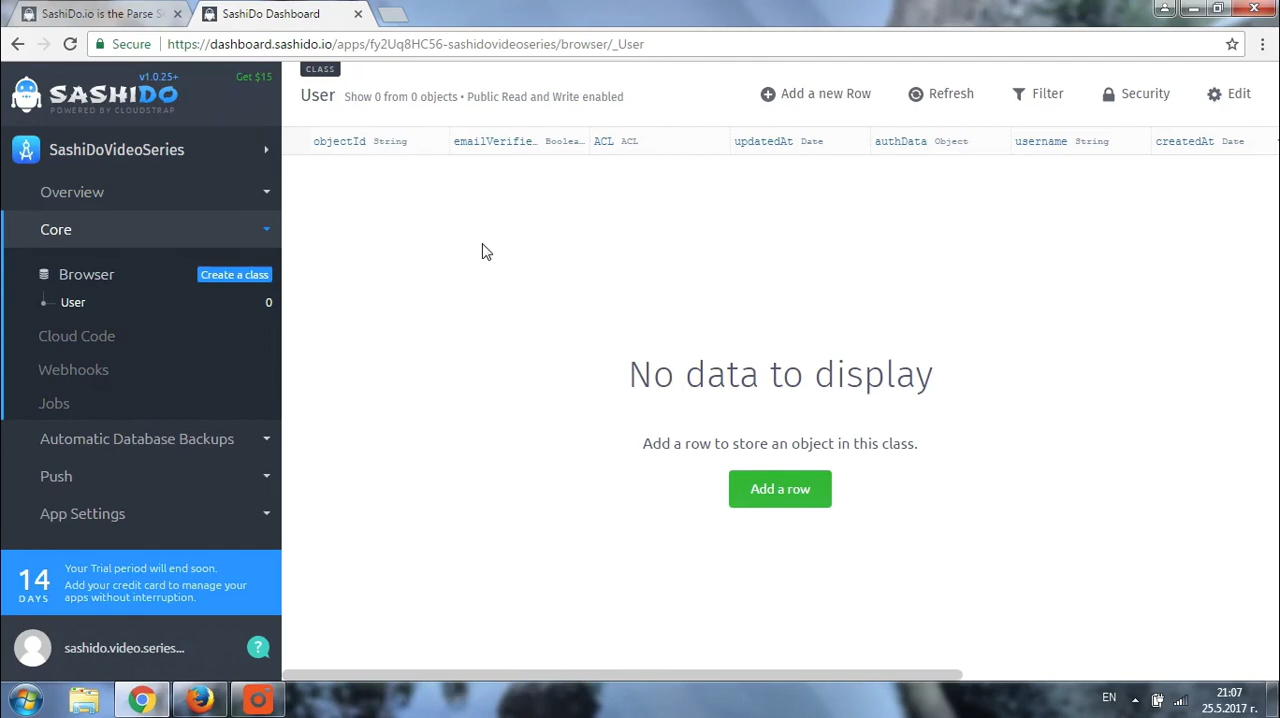 SashiDo.io is the Parse S
SashiDo Dashboard
Secure
https://dashboard.sashido.io/apps/fy2Uq8HC56-sashidovideoseries/browser/_User
v1.0.25+
Get $15
SASHIDO
POWERED BY CLOUDSTRAP
SashiDoVideoSeries
Overview
Core
Browser
Create a class
User
0
Cloud Code
Webhooks
Jobs
Automatic Database Backups
Push
App Settings
14
DAYS
Your Trial period will end soon.
Add your credit card to manage your
apps without interruption.
sashido.video.series...
?
CLASS
User Show 0 from 0 objects • Public Read and Write enabled
Add a new Row
Refresh
Filter
Security
Edit
objectId String
emailVerifie… Boolea…
ACL ACL
updatedAt Date
authData Object
username String
createdAt Date
No data to display
Add a row to store an object in this class.
Add a row
EN
21:07
25.5.2017 г.